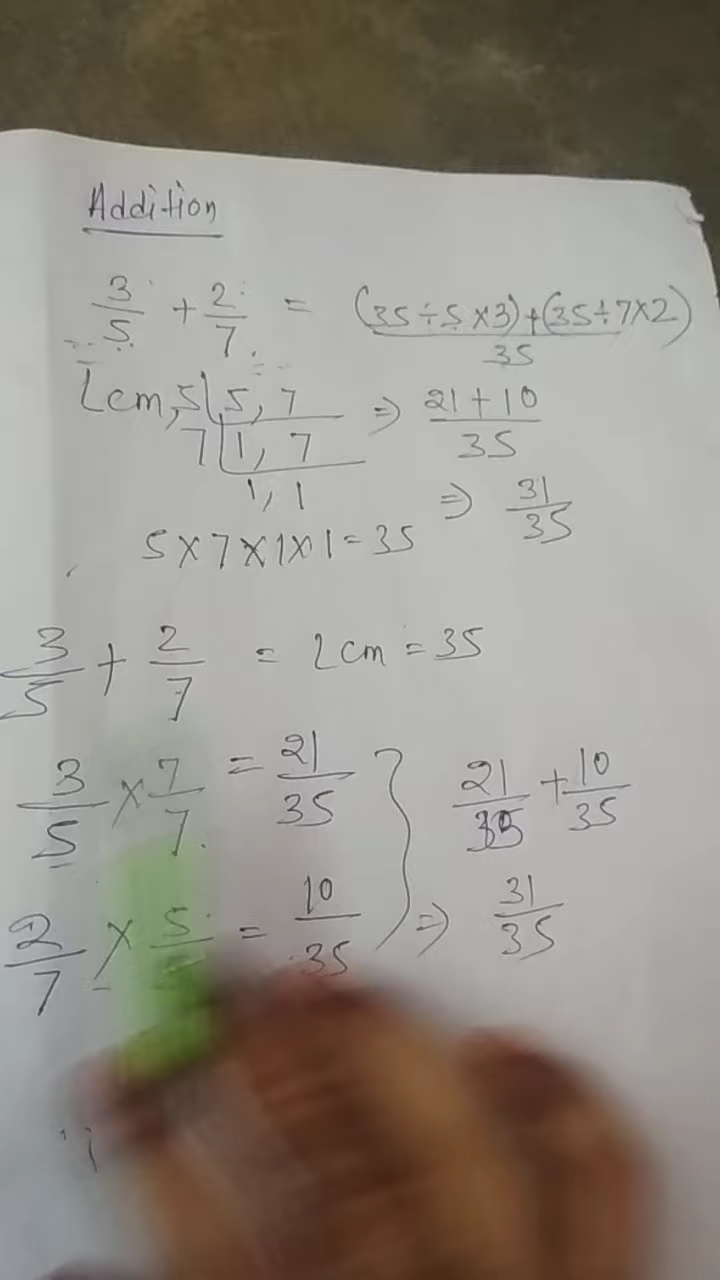 Addition
3/5 + 2/7 = (35÷5×3)+(35÷7×2)/35
Lcm, 5 | 5, 7 ⇒ 21+10/35
7 | 1, 7
1, 1 ⇒ 31/35
5×7×1×1=35
3/5 + 2/7 = Lcm = 35
3/5 × 7/7 = 21/35 } 21/35 + 10/35
2/7 × 5/ = 10/35 ⇒ 31/35